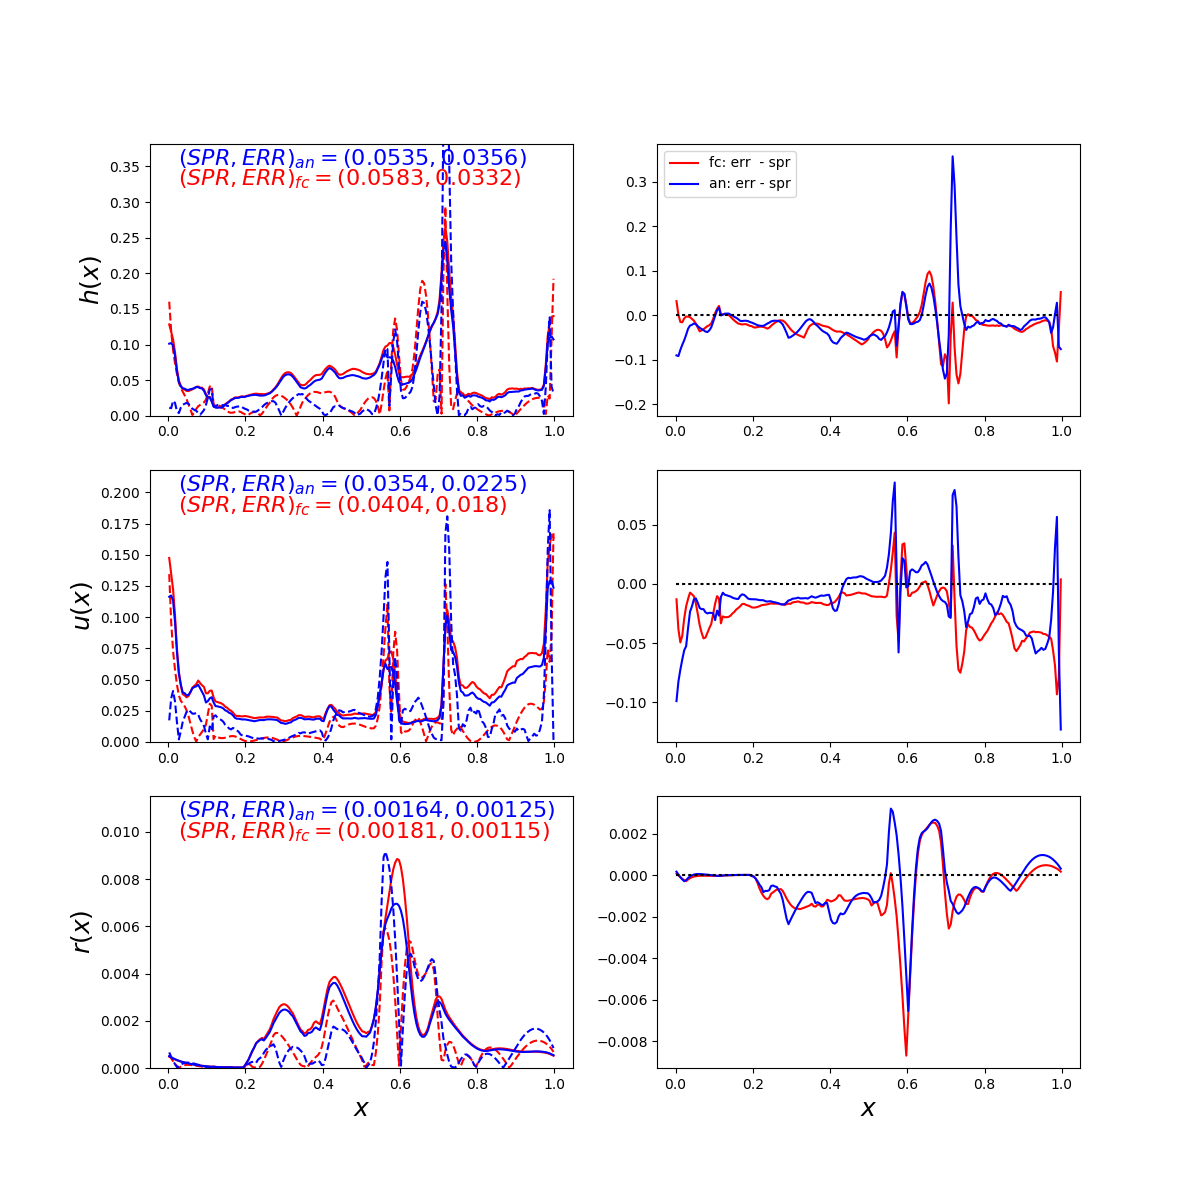 (SPR, ERR)an = (0.0535, 0.0356)
(SPR, ERR)fc = (0.0583, 0.0332)
h(x)
0.35
0.30
0.25
0.20
0.15
0.10
0.05
0.00
0.0 0.2 0.4 0.6 0.8 1.0
fc: err - spr
an: err - spr
0.3
0.2
0.1
0.0
−0.1
−0.2
0.0 0.2 0.4 0.6 0.8 1.0
(SPR, ERR)an = (0.0354, 0.0225)
(SPR, ERR)fc = (0.0404, 0.018)
u(x)
0.200
0.175
0.150
0.125
0.100
0.075
0.050
0.025
0.000
0.0 0.2 0.4 0.6 0.8 1.0
0.05
0.00
−0.05
−0.10
0.0 0.2 0.4 0.6 0.8 1.0
(SPR, ERR)an = (0.00164, 0.00125)
(SPR, ERR)fc = (0.00181, 0.00115)
r(x)
0.010
0.008
0.006
0.004
0.002
0.000
0.0 0.2 0.4 0.6 0.8 1.0
x
0.002
0.000
−0.002
−0.004
−0.006
−0.008
0.0 0.2 0.4 0.6 0.8 1.0
x